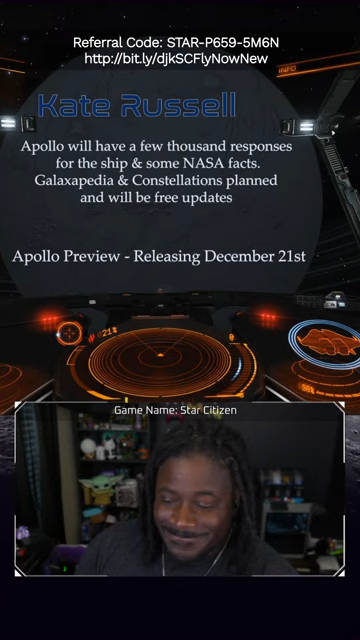 Referral Code: STAR-P659-5M6N
http://bit.ly/djkSCFlyNowNew
INFO
Kate Russell
Apollo will have a few thousand responses
for the ship & some NASA facts.
Galaxapedia & Constellations planned
and will be free updates
Apollo Preview - Releasing December 21st
Game Name: Star Citizen